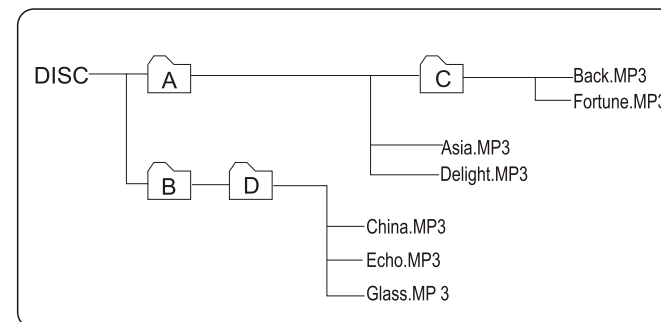 DISC
A
C
Back.MP3
Fortune.MP3
Asia.MP3
Delight.MP3
B
D
China.MP3
Echo.MP3
Glass.MP 3